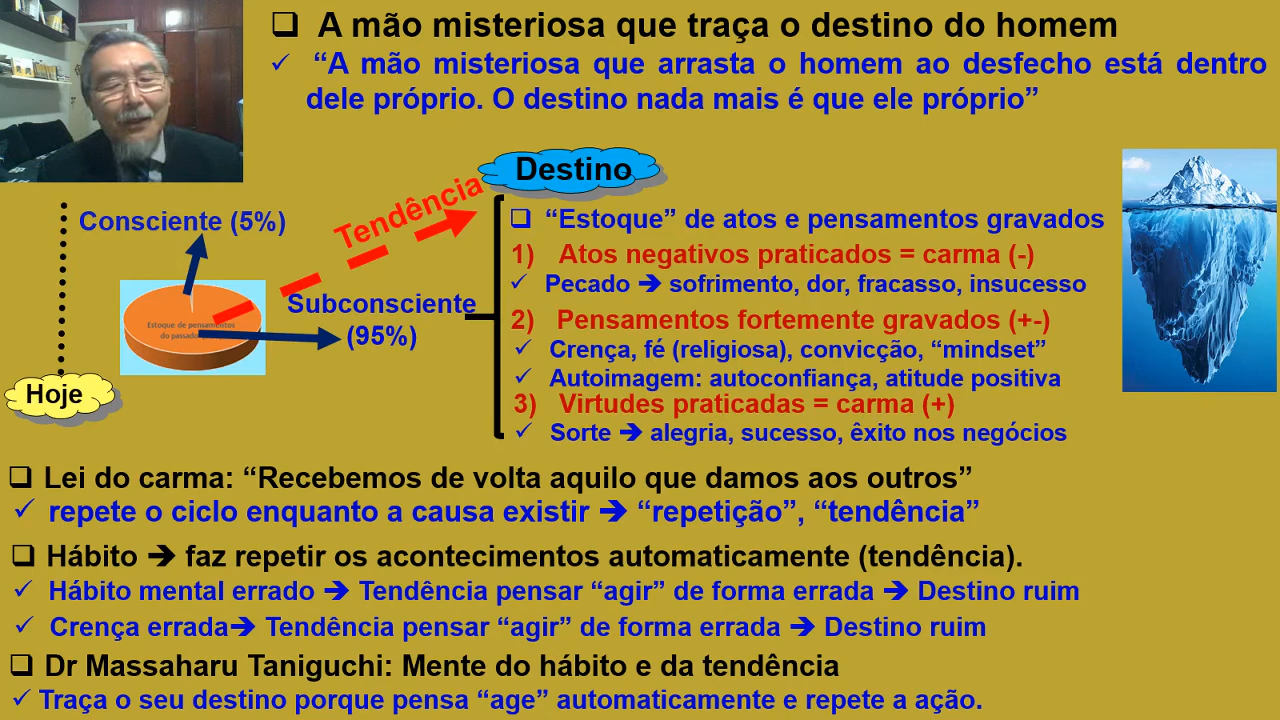 ❑ A mão misteriosa que traça o destino do homem
✓ “A mão misteriosa que arrasta o homem ao desfecho está dentro
dele próprio. O destino nada mais é que ele próprio”
Destino
Tendência
Consciente (5%)
Estoque de pensamentos
do passado
Subconsciente
(95%)
Hoje
❑ “Estoque” de atos e pensamentos gravados
1) Atos negativos praticados = carma (-)
✓ Pecado ➔ sofrimento, dor, fracasso, insucesso
2) Pensamentos fortemente gravados (+-)
✓ Crença, fé (religiosa), convicção, “mindset”
✓ Autoimagem: autoconfiança, atitude positiva
3) Virtudes praticadas = carma (+)
✓ Sorte ➔ alegria, sucesso, êxito nos negócios
❑ Lei do carma: “Recebemos de volta aquilo que damos aos outros”
✓ repete o ciclo enquanto a causa existir ➔ “repetição”, “tendência”
❑ Hábito ➔ faz repetir os acontecimentos automaticamente (tendência).
✓ Hábito mental errado ➔ Tendência pensar “agir” de forma errada ➔ Destino ruim
✓ Crença errada➔ Tendência pensar “agir” de forma errada ➔ Destino ruim
❑ Dr Massaharu Taniguchi: Mente do hábito e da tendência
✓ Traça o seu destino porque pensa “age” automaticamente e repete a ação.